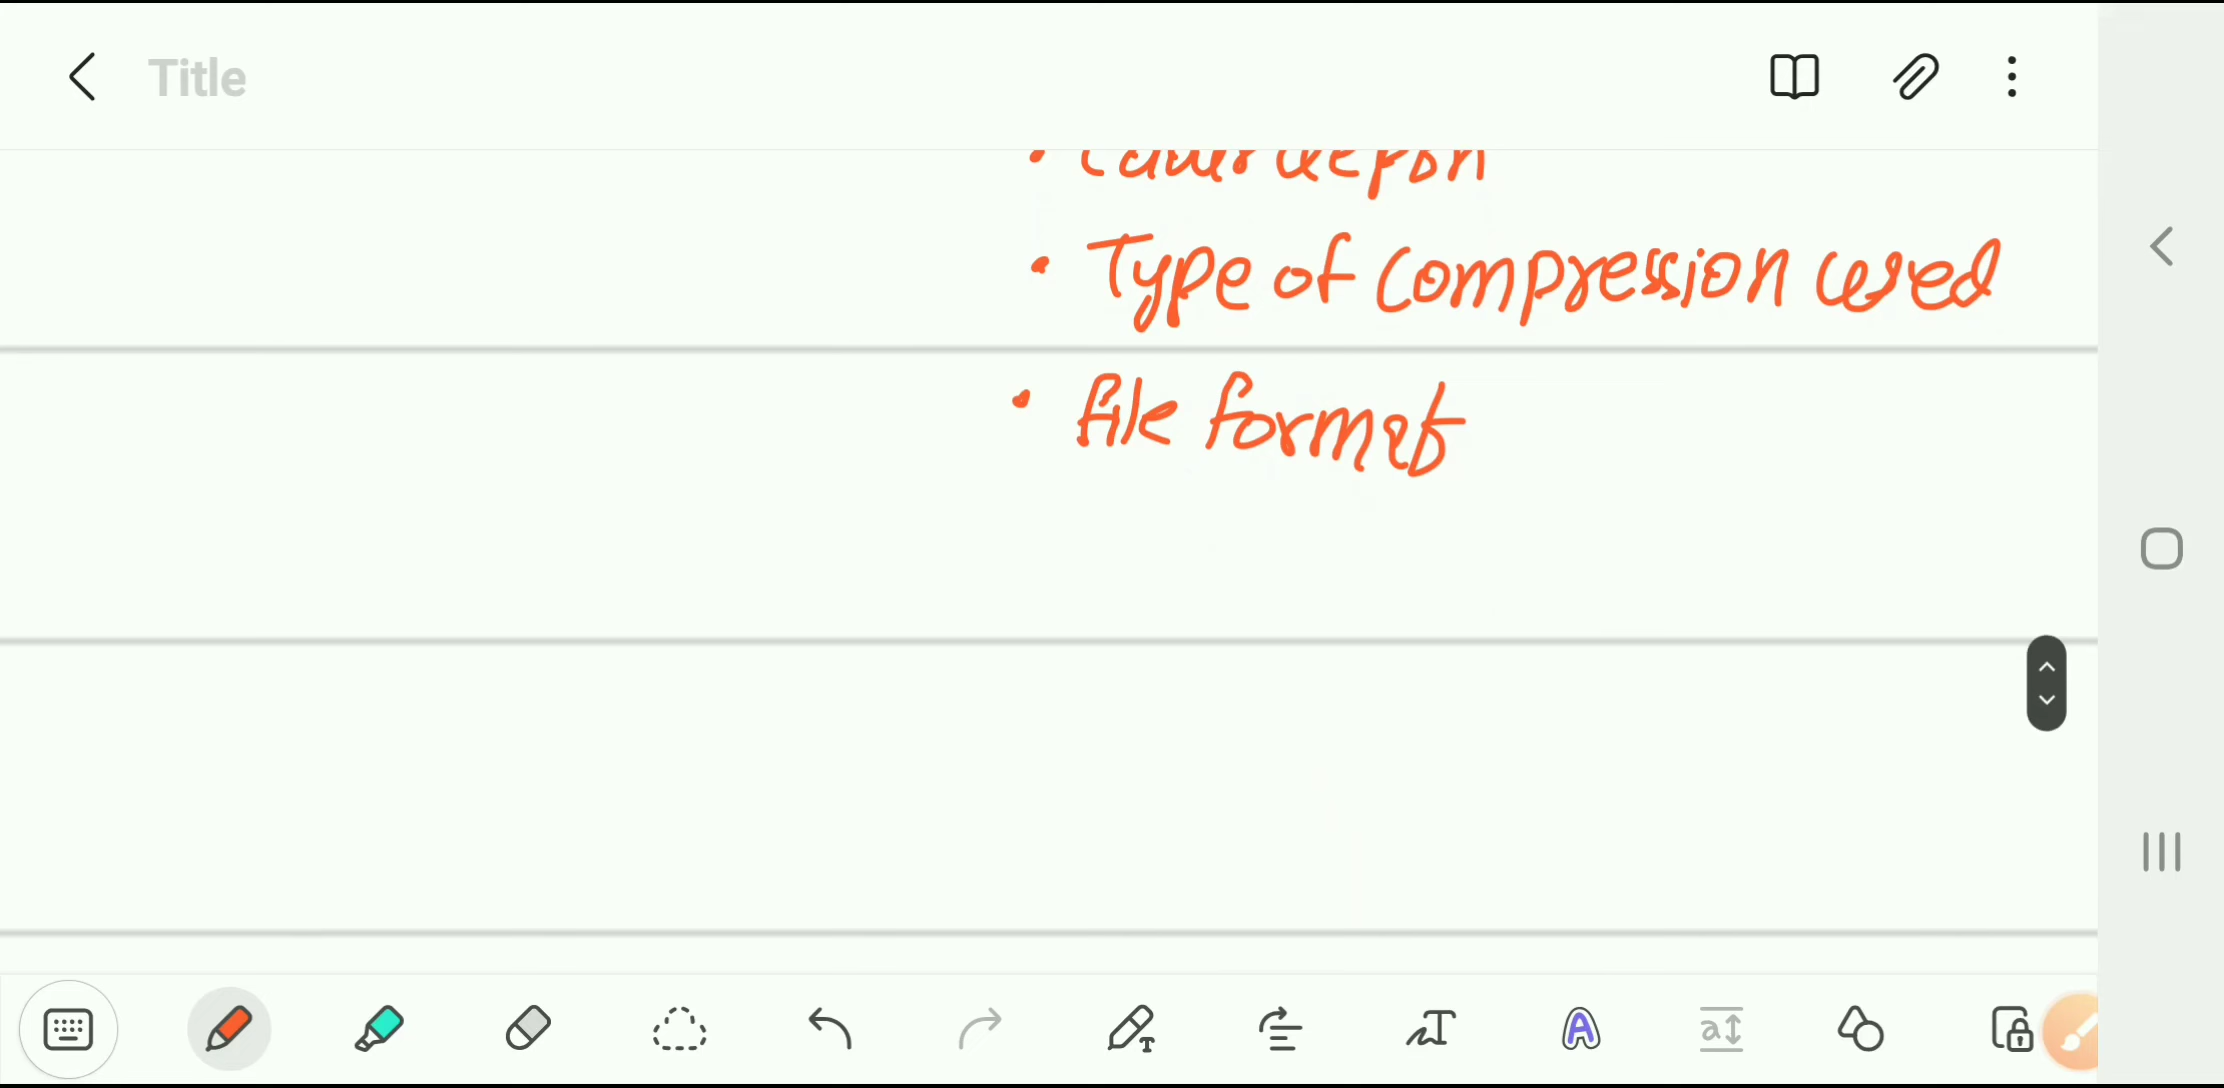 Title
• Type of compression used
• file format